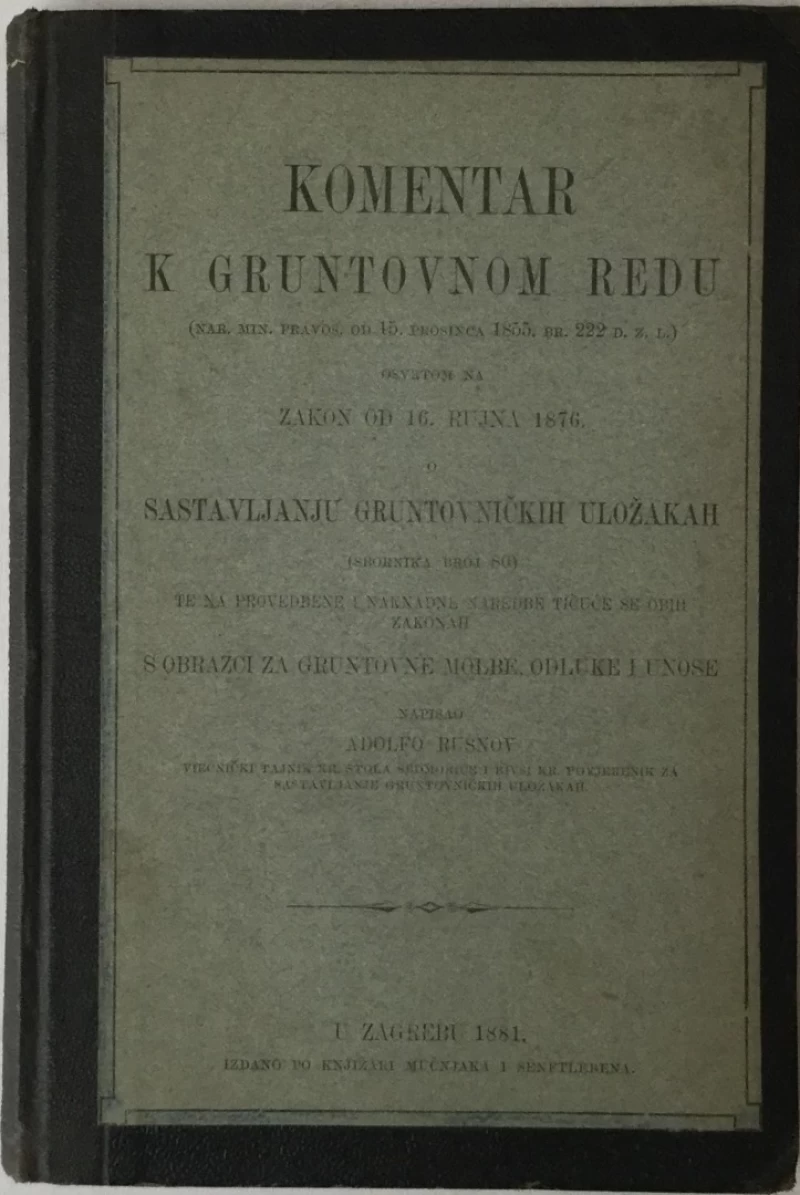 KOMENTAR
K GRUNTOVNOM REDU
(NAR. MIN. PRAVOS. OD 15. PROSINCA 1855. BR. 222 D. Z. L.)
OSVRTOM NA
ZAKON OD 16. RUJNA 1876.
O
SASTAVLJANJU GRUNTOVNIČKIH ULOŽAKAH
(SBORNIKA BROJ 80)
TE NA PROVEDBENE I NAKNADNE NAREDBE TIČUĆE SE OBIH
ZAKONAH
S OBRAZCI ZA GRUNTOVNE MOLBE, ODLUKE I UNOSE
NAPISAO
ADOLFO RUSNOV
VIEĆNIČKI TAJNIK KR. STOLA SEDMORICE I BIVŠI KR. POVJERENIK ZA
SASTAVLJANJE GRUNTOVNIČKIH ULOŽAKAH.
U ZAGREBU 1881.
IZDANO PO KNJIŽARI MUČNJAKA I SENFTLEBENA.